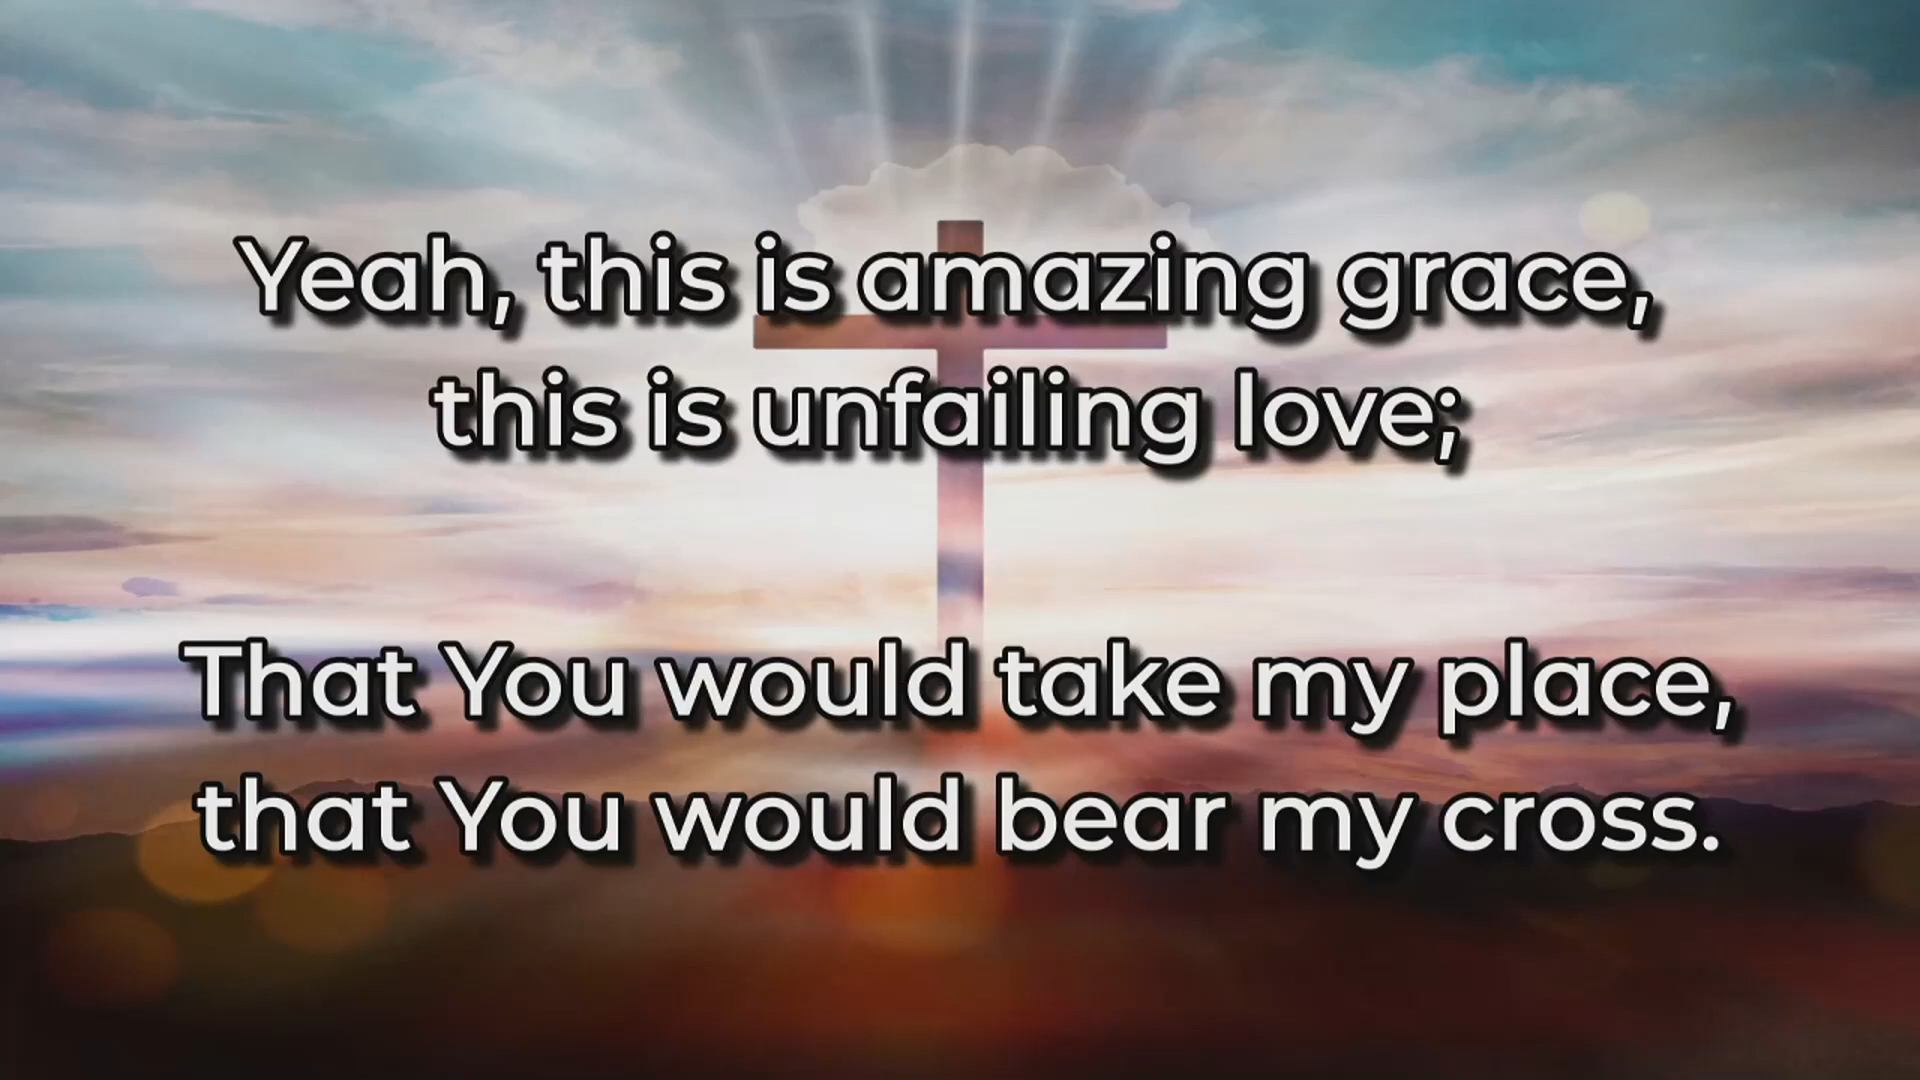 Yeah, this is amazing grace,
this is unfailing love;
That You would take my place,
that You would bear my cross.